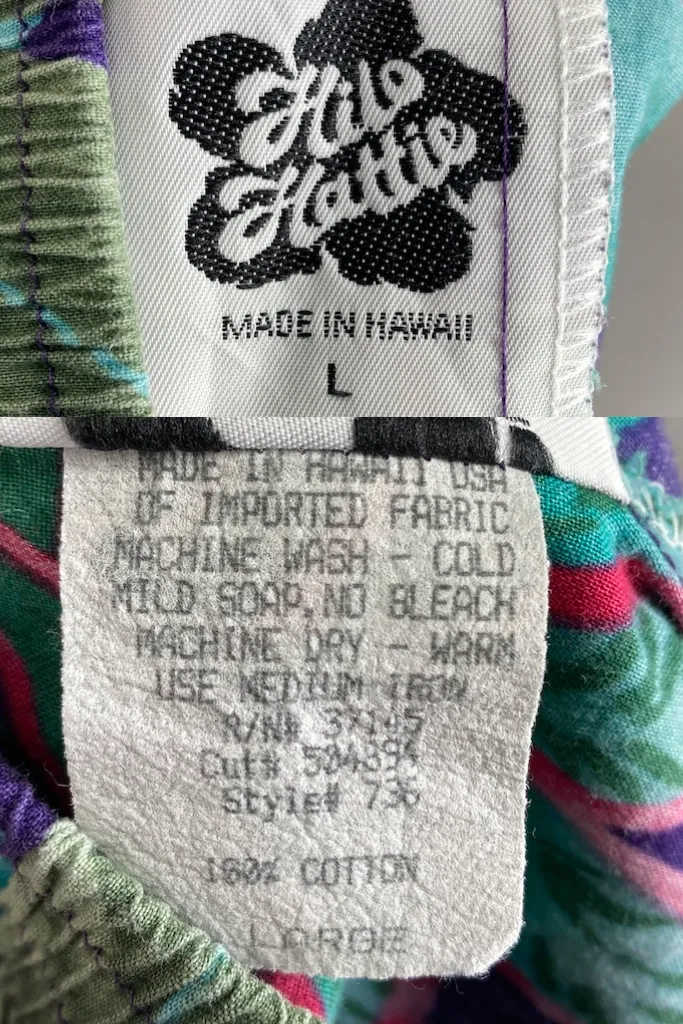 Hilo
Hattie
MADE IN HAWAII
L
MADE IN HAWAII USA
OF IMPORTED FABRIC
MACHINE WASH - COLD
MILD SOAP, NO BLEACH
MACHINE DRY - WARM
USE MEDIUM IRON
R/N#
Cut#
Style# 736
100% COTTON
LARGE